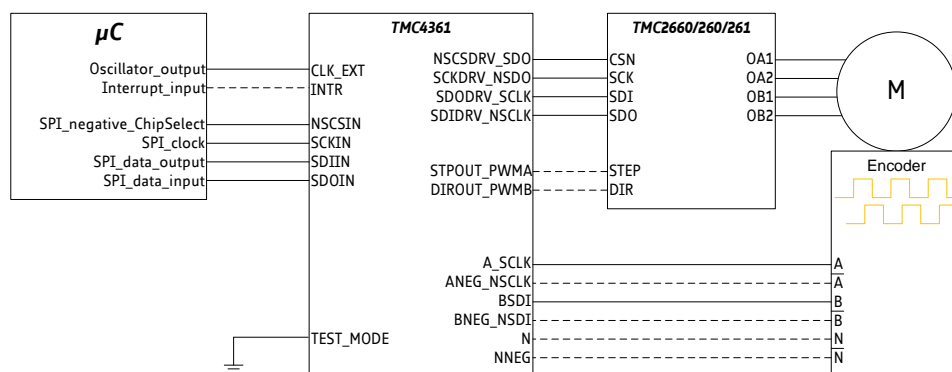 µC
Oscillator_output
Interrupt_input
SPI_negative_ChipSelect
SPI_clock
SPI_data_output
SPI_data_input
TMC4361
CLK_EXT
INTR
NSCSIN
SCKIN
SDIIN
SDOIN
TEST_MODE
NSCSDRV_SDO
SCKDRV_NSDO
SDODRV_SCLK
SDIDRV_NSCLK
STPOUT_PWMA
DIROUT_PWMB
A_SCLK
ANEG_NSCLK
BSDI
BNEG_NSDI
N
NNEG
TMC2660/260/261
CSN
SCK
SDI
SDO
STEP
DIR
OA1
OA2
OB1
OB2
M
Encoder
A
A̅
B
B̅
N
N̅